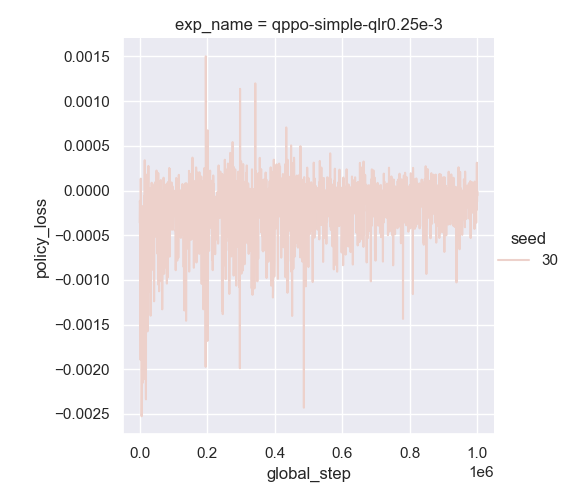 exp_name = qppo-simple-qlr0.25e-3
0.0015
0.0010
0.0005
0.0000
−0.0005
−0.0010
−0.0015
−0.0020
−0.0025
policy_loss
0.0 0.2 0.4 0.6 0.8 1.0
1e6
global_step
seed
30